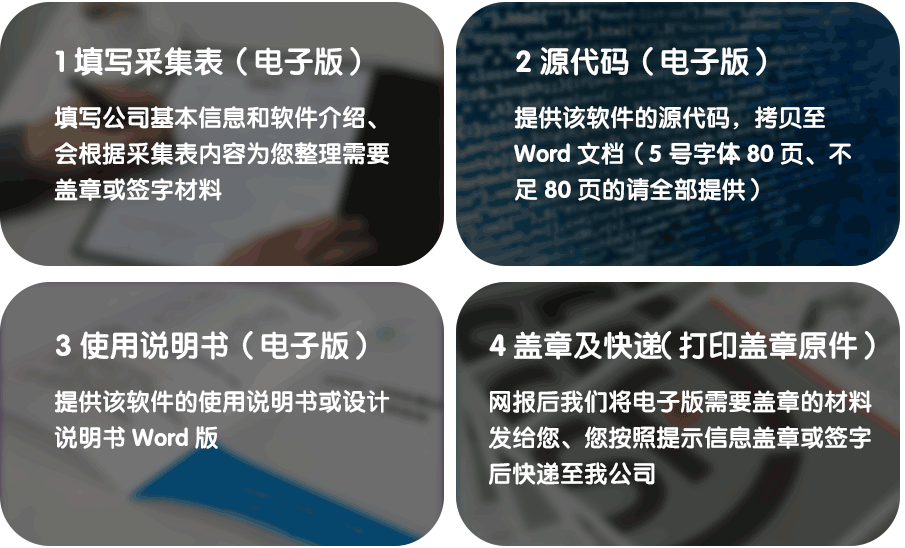 1 填写采集表（电子版）
填写公司基本信息和软件介绍、
会根据采集表内容为您整理需要
盖章或签字材料
2 源代码（电子版）
提供该软件的源代码，拷贝至
Word 文档（5 号字体 80 页、不
足 80 页的请全部提供）
3 使用说明书（电子版）
提供该软件的使用说明书或设计
说明书 Word 版
4 盖章及快递（打印盖章原件）
网报后我们将电子版需要盖章的材料
发给您、您按照提示信息盖章或签字
后快递至我公司